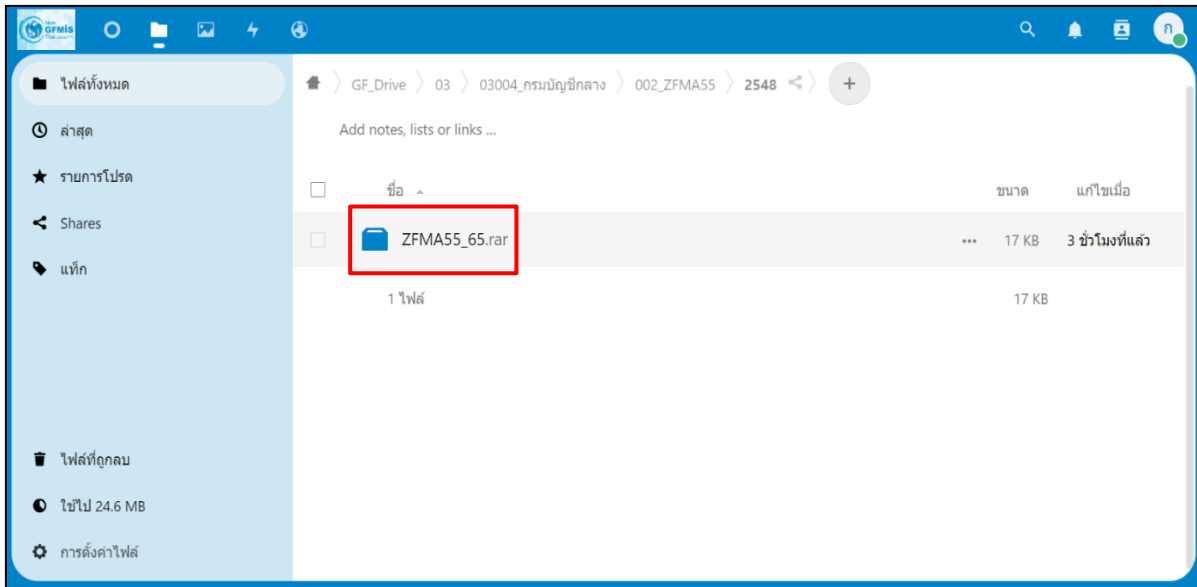 New
GFMIS
Thai
ก
ไฟล์ทั้งหมด
GF_Drive 03 03004_กรมบัญชีกลาง 002_ZFMA55 2548 +
ล่าสุด
Add notes, lists or links ...
รายการโปรด
ชื่อ ขนาด แก้ไขเมื่อ
Shares
ZFMA55_65.rar ... 17 KB 3 ชั่วโมงที่แล้ว
แท็ก
1 ไฟล์ 17 KB
ไฟล์ที่ถูกลบ
ใช้ไป 24.6 MB
การตั้งค่าไฟล์